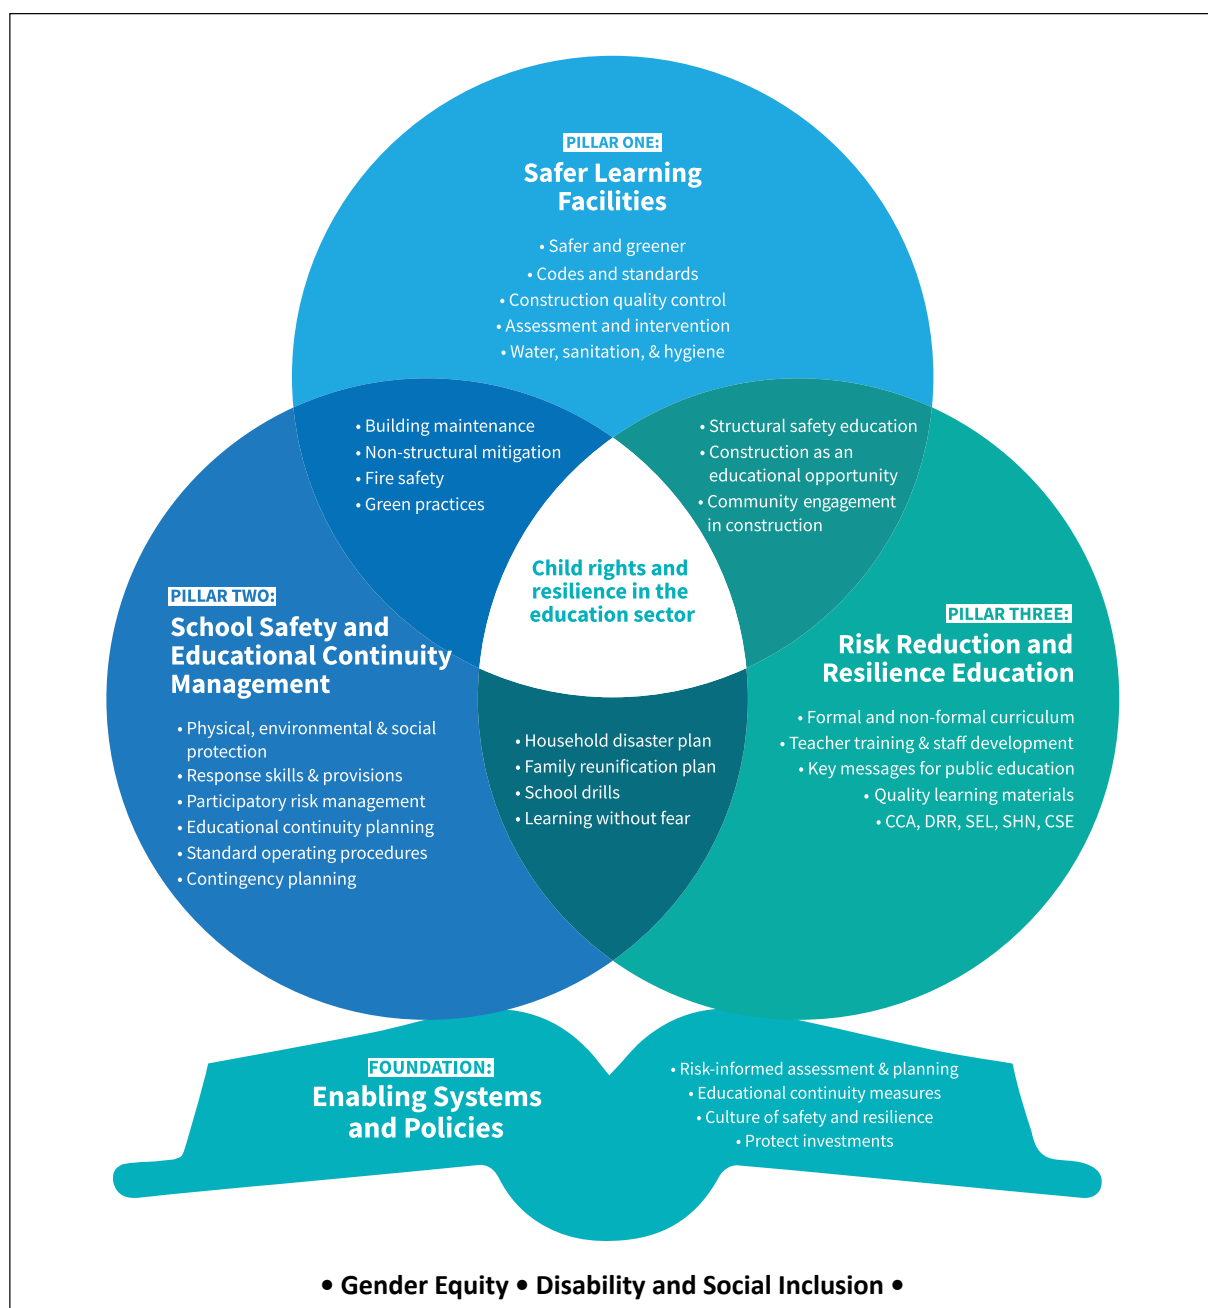 PILLAR ONE:
Safer Learning
Facilities
• Safer and greener
• Codes and standards
• Construction quality control
• Assessment and intervention
• Water, sanitation, & hygiene
• Building maintenance
• Non-structural mitigation
• Fire safety
• Green practices
• Structural safety education
• Construction as an
educational opportunity
• Community engagement
in construction
Child rights and
resilience in the
education sector
PILLAR TWO:
School Safety and
Educational Continuity
Management
• Physical, environmental & social
protection
• Response skills & provisions
• Participatory risk management
• Educational continuity planning
• Standard operating procedures
• Contingency planning
PILLAR THREE:
Risk Reduction and
Resilience Education
• Formal and non-formal curriculum
• Teacher training & staff development
• Key messages for public education
• Quality learning materials
• CCA, DRR, SEL, SHN, CSE
• Household disaster plan
• Family reunification plan
• School drills
• Learning without fear
FOUNDATION:
Enabling Systems
and Policies
• Risk-informed assessment & planning
• Educational continuity measures
• Culture of safety and resilience
• Protect investments
• Gender Equity • Disability and Social Inclusion •